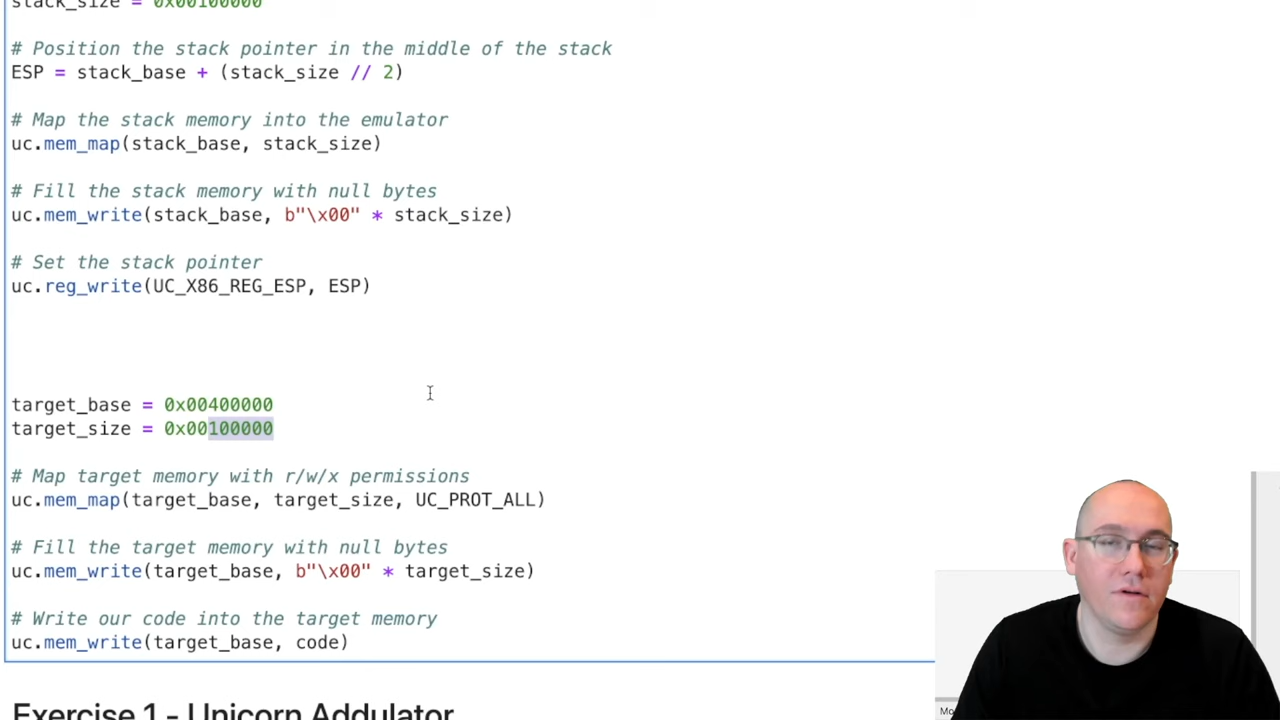 stack_size = 0x00100000
# Position the stack pointer in the middle of the stack
ESP = stack_base + (stack_size // 2)
# Map the stack memory into the emulator
uc.mem_map(stack_base, stack_size)
# Fill the stack memory with null bytes
uc.mem_write(stack_base, b"\x00" * stack_size)
# Set the stack pointer
uc.reg_write(UC_X86_REG_ESP, ESP)
target_base = 0x00400000
target_size = 0x00100000
# Map target memory with r/w/x permissions
uc.mem_map(target_base, target_size, UC_PROT_ALL)
# Fill the target memory with null bytes
uc.mem_write(target_base, b"\x00" * target_size)
# Write our code into the target memory
uc.mem_write(target_base, code)
Exercise 1 - Unicorn Addulator